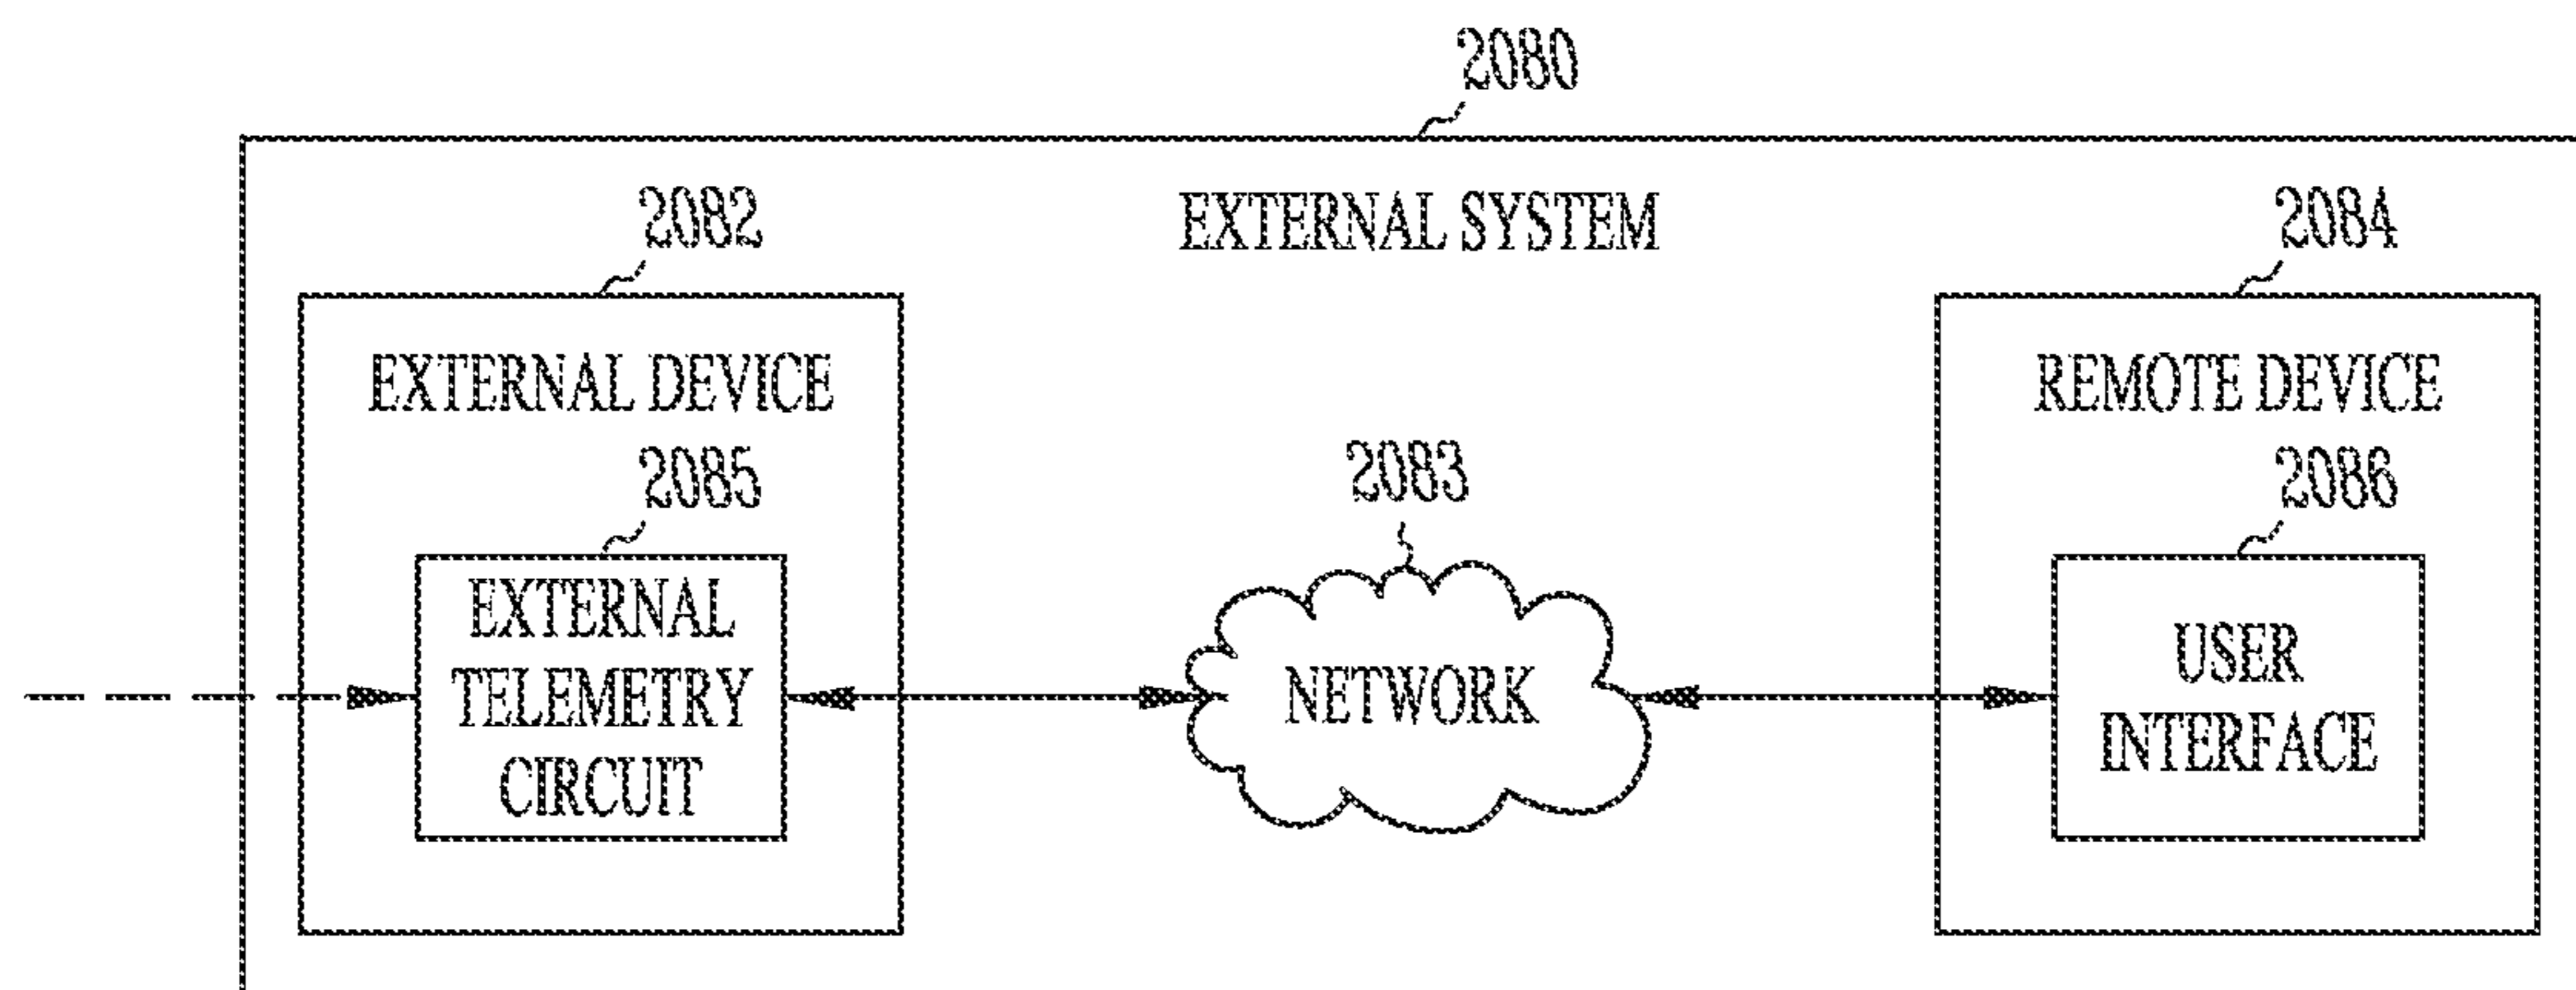 2080
EXTERNAL SYSTEM
2082
2084
EXTERNAL DEVICE
REMOTE DEVICE
2085
2083
2086
EXTERNAL
TELEMETRY
CIRCUIT
NETWORK
USER
INTERFACE